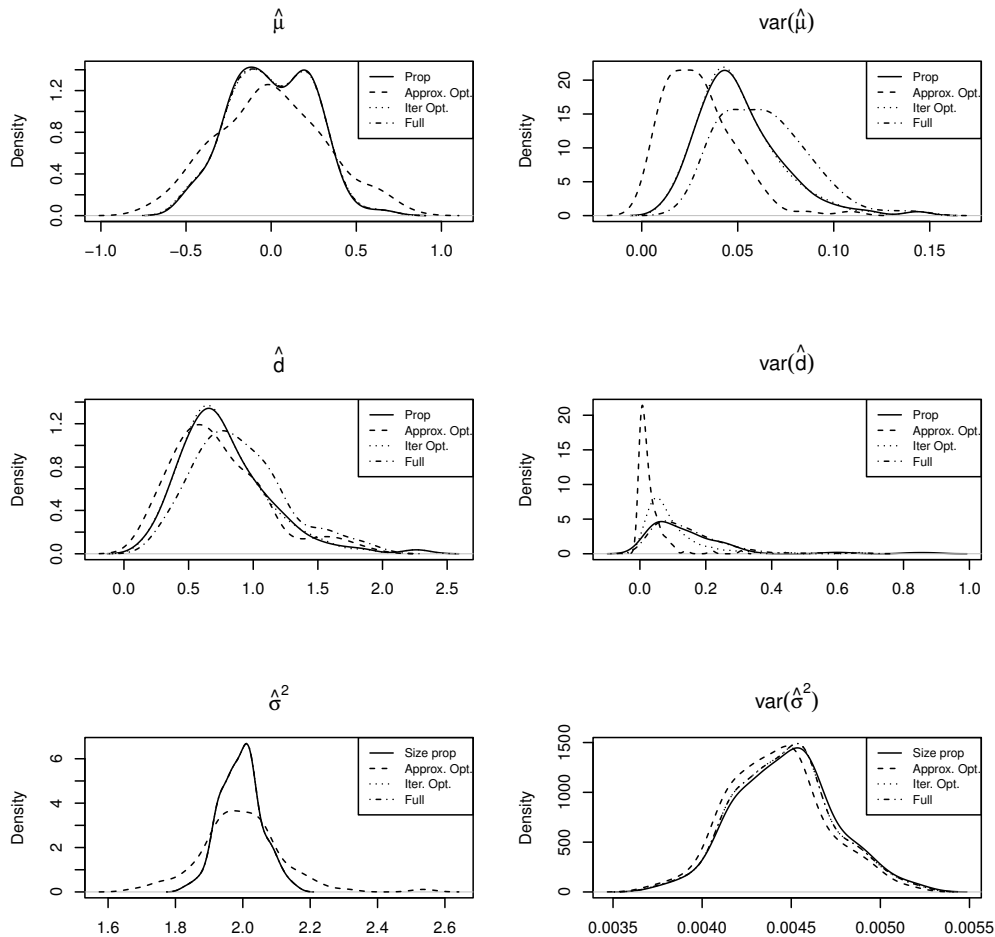 μ̂
Density
0.0 0.4 0.8 1.2
−1.0 −0.5 0.0 0.5 1.0
Prop
Approx. Opt.
Iter Opt.
Full
var(μ̂)
Density
0 5 10 15 20
0.00 0.05 0.10 0.15
Prop
Approx. Opt.
Iter Opt.
Full
d̂
Density
0.0 0.4 0.8 1.2
0.0 0.5 1.0 1.5 2.0 2.5
Prop
Approx. Opt.
Iter Opt.
Full
var(d̂)
Density
0 5 10 15 20
0.0 0.2 0.4 0.6 0.8 1.0
Prop
Approx. Opt.
Iter Opt.
Full
σ̂²
Density
0 2 4 6
1.6 1.8 2.0 2.2 2.4 2.6
Size prop
Approx. Opt.
Iter. Opt.
Full
var(σ̂²)
Density
0 500 1000 1500
0.0035 0.0040 0.0045 0.0050 0.0055
Size prop
Approx. Opt.
Iter. Opt.
Full